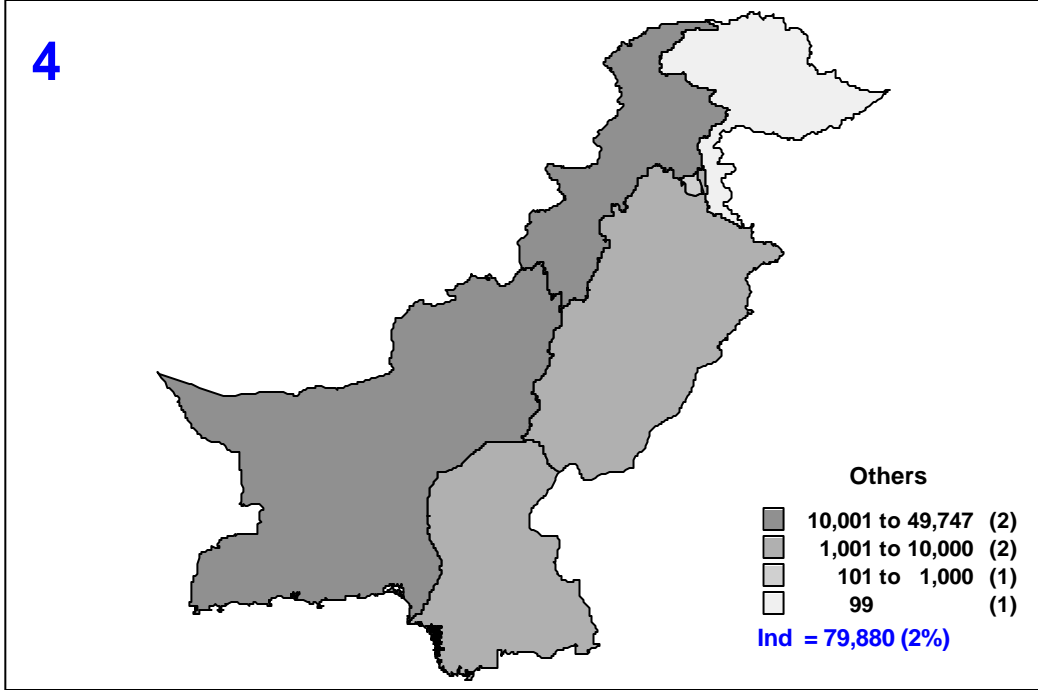 4
Others
10,001 to 49,747 (2)
1,001 to 10,000 (2)
101 to 1,000 (1)
99 (1)
Ind = 79,880 (2%)